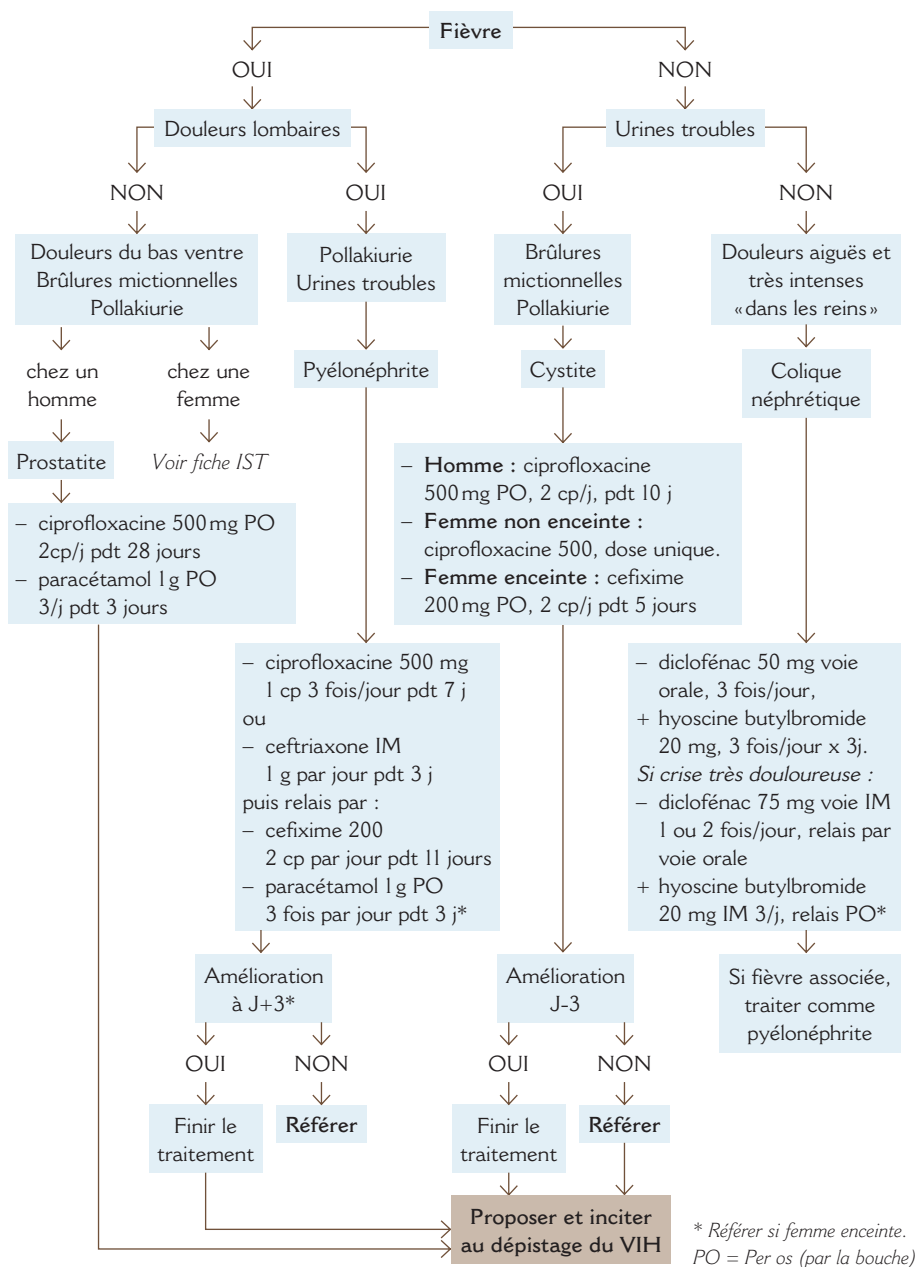 Fièvre
OUI
NON
Douleurs lombaires
Urines troubles
NON
OUI
OUI
NON
Douleurs du bas ventre
Brûlures mictionnelles
Pollakiurie
Pollakiurie
Urines troubles
Brûlures
mictionnelles
Pollakiurie
Douleurs aiguës et
très intenses
«dans les reins»
chez un
homme
chez une
femme
Pyélonéphrite
Cystite
Colique
néphrétique
Prostatite
Voir fiche IST
– ciprofloxacine 500 mg PO
2cp/j pdt 28 jours
– paracétamol 1 g PO
3/j pdt 3 jours
– Homme : ciprofloxacine
500 mg PO, 2 cp/j, pdt 10 j
– Femme non enceinte :
ciprofloxacine 500, dose unique.
– Femme enceinte : cefixime
200 mg PO, 2 cp/j pdt 5 jours
– ciprofloxacine 500 mg
1 cp 3 fois/jour pdt 7 j
ou
– ceftriaxone IM
1 g par jour pdt 3 j
puis relais par :
– cefixime 200
2 cp par jour pdt 11 jours
– paracétamol 1 g PO
3 fois par jour pdt 3 j*
– diclofénac 50 mg voie
orale, 3 fois/jour,
+ hyoscine butylbromide
20 mg, 3 fois/jour x 3j.
Si crise très douloureuse :
– diclofénac 75 mg voie IM
1 ou 2 fois/jour, relais par
voie orale
+ hyoscine butylbromide
20 mg IM 3/j, relais PO*
Amélioration
à J+3*
Amélioration
J-3
Si fièvre associée,
traiter comme
pyélonéphrite
OUI
NON
OUI
NON
Finir le
traitement
Référer
Finir le
traitement
Référer
Proposer et inciter
au dépistage du VIH
* Référer si femme enceinte.
PO = Per os (par la bouche)